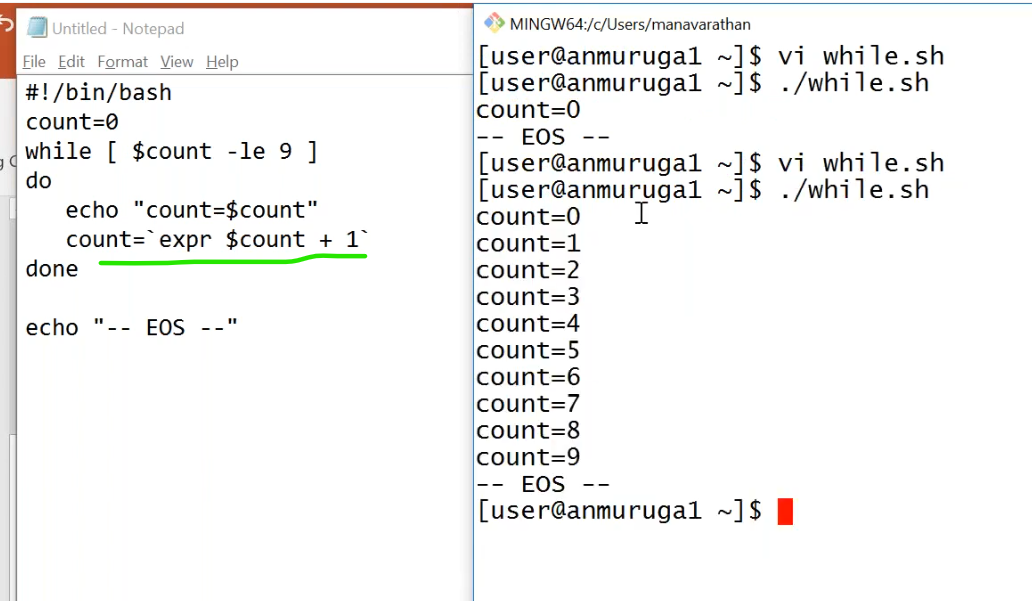 Untitled - Notepad
File Edit Format View Help
#!/bin/bash
count=0
while [ $count -le 9 ]
do
   echo "count=$count"
   count=`expr $count + 1`
done

echo "-- EOS --"
MINGW64:/c/Users/manavarathan
[user@anmuruga1 ~]$ vi while.sh
[user@anmuruga1 ~]$ ./while.sh
count=0
-- EOS --
[user@anmuruga1 ~]$ vi while.sh
[user@anmuruga1 ~]$ ./while.sh
count=0
count=1
count=2
count=3
count=4
count=5
count=6
count=7
count=8
count=9
-- EOS --
[user@anmuruga1 ~]$